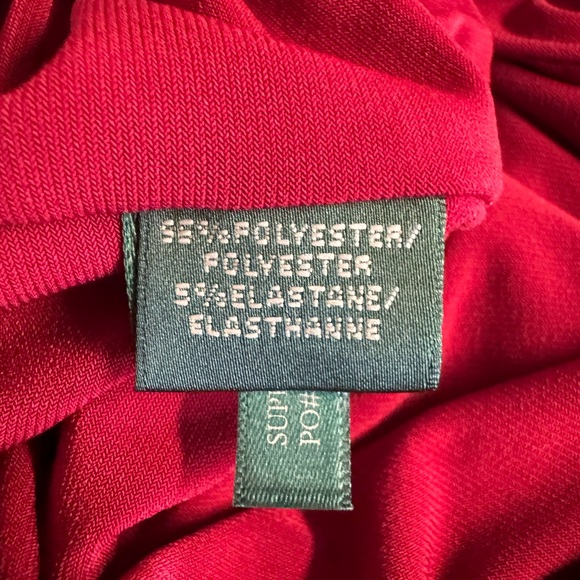 95% POLYESTER/
POLYESTER
5% ELASTANE/
ELASTHANNE
SUP
PO#